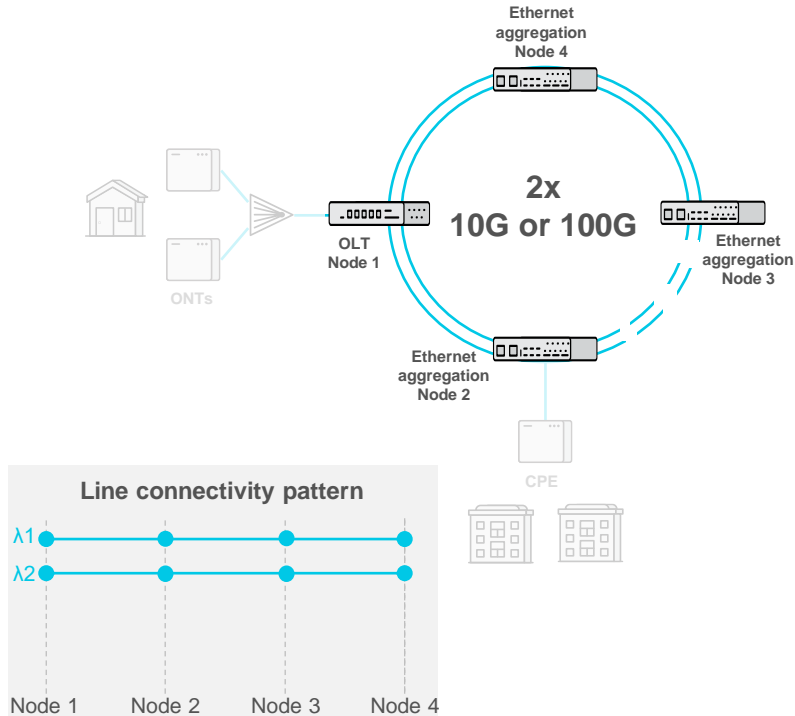 Ethernet
aggregation
Node 4
2x
10G or 100G
OLT
Node 1
Ethernet
aggregation
Node 3
ONTs
Ethernet
aggregation
Node 2
CPE
Line connectivity pattern
λ1
λ2
Node 1
Node 2
Node 3
Node 4